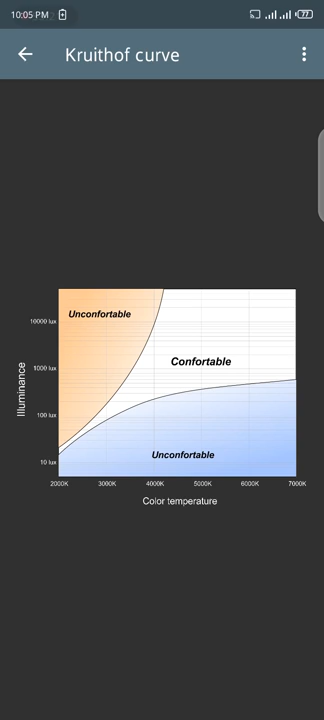 10:05 PM
77
Kruithof curve
Unconfortable
10000 lux
Confortable
1000 lux
Illuminance
100 lux
Unconfortable
10 lux
2000K 3000K 4000K 5000K 6000K 7000K
Color temperature